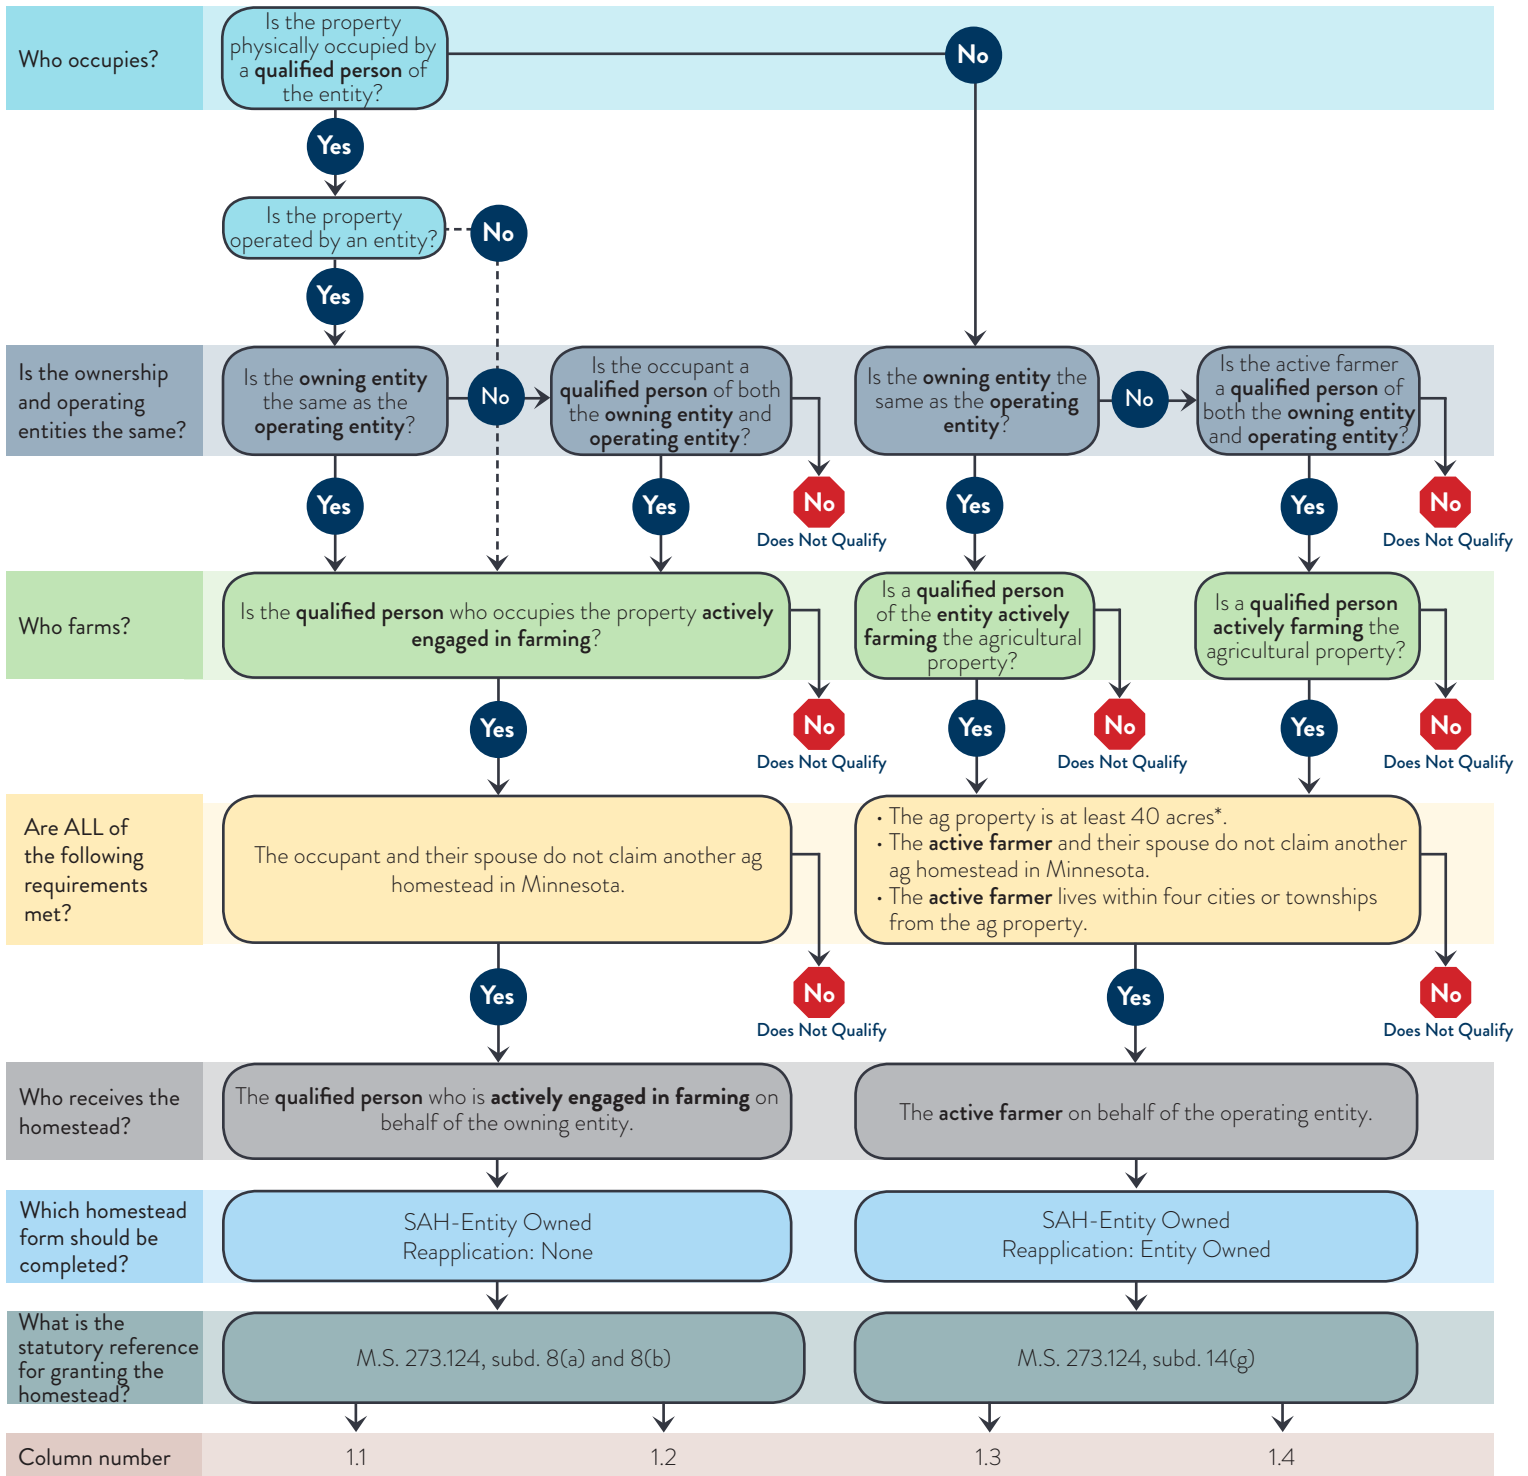 Who occupies?
Is the property
physically occupied by
a qualified person of
the entity?
No
Yes
Is the property
operated by an entity?
No
Yes
Is the ownership
and operating
entities the same?
Is the owning entity
the same as the
operating entity?
No
Is the occupant a
qualified person of both
the owning entity and
operating entity?
Is the owning entity the
same as the operating
entity?
No
Is the active farmer
a qualified person of
both the owning entity
and operating entity?
Yes
Yes
No
Does Not Qualify
Yes
Yes
No
Does Not Qualify
Who farms?
Is the qualified person who occupies the property actively
engaged in farming?
Is a qualified person
of the entity actively
farming the agricultural
property?
Is a qualified person
actively farming the
agricultural property?
Yes
No
Does Not Qualify
Yes
No
Does Not Qualify
Yes
No
Does Not Qualify
Are ALL of
the following
requirements
met?
The occupant and their spouse do not claim another ag
homestead in Minnesota.
• The ag property is at least 40 acres*.
• The active farmer and their spouse do not claim another
ag homestead in Minnesota.
• The active farmer lives within four cities or townships
from the ag property.
Yes
No
Does Not Qualify
Yes
No
Does Not Qualify
Who receives the
homestead?
The qualified person who is actively engaged in farming on
behalf of the owning entity.
The active farmer on behalf of the operating entity.
Which homestead
form should be
completed?
SAH-Entity Owned
Reapplication: None
SAH-Entity Owned
Reapplication: Entity Owned
What is the
statutory reference
for granting the
homestead?
M.S. 273.124, subd. 8(a) and 8(b)
M.S. 273.124, subd. 14(g)
Column number
1.1
1.2
1.3
1.4